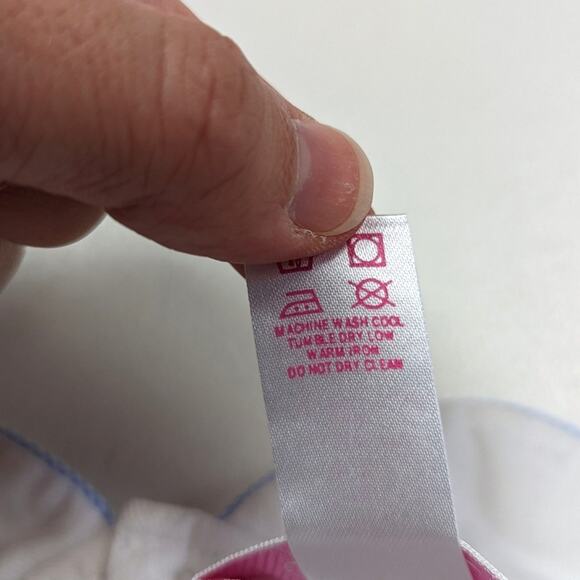 MACHINE WASH COOL
TUMBLE DRY LOW
WARM IRON
DO NOT DRY CLEAN